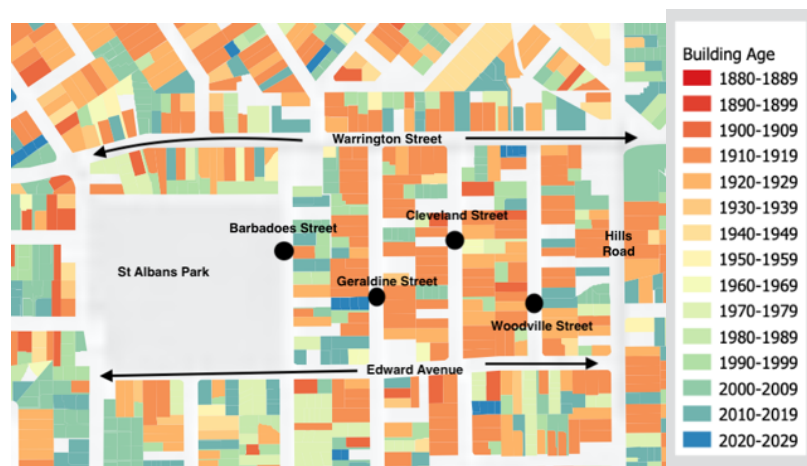 Warrington Street
Barbadoes Street
Cleveland Street
Hills
Road
St Albans Park
Geraldine Street
Woodville Street
Edward Avenue
Building Age
1880-1889
1890-1899
1900-1909
1910-1919
1920-1929
1930-1939
1940-1949
1950-1959
1960-1969
1970-1979
1980-1989
1990-1999
2000-2009
2010-2019
2020-2029